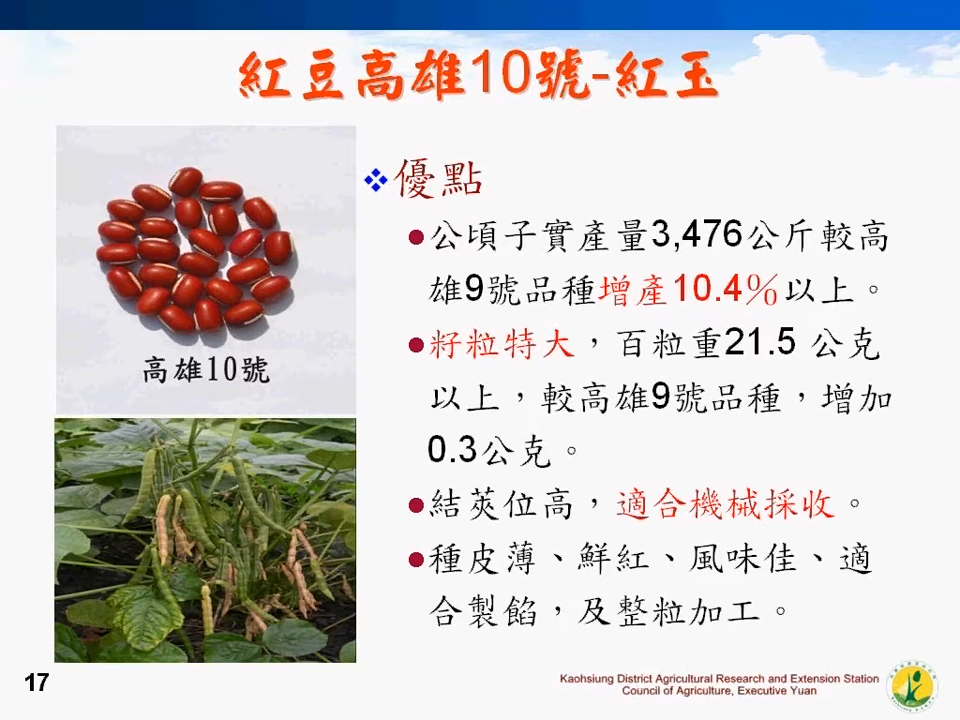 紅豆高雄10號-紅玉
優點
公頃子實產量3,476公斤較高
雄9號品種增產10.4%以上。
籽粒特大，百粒重21.5 公克
以上，較高雄9號品種，增加
0.3公克。
結莢位高，適合機械採收。
種皮薄、鮮紅、風味佳、適
合製餡，及整粒加工。
高雄10號
17
Kaohsiung District Agricultural Research and Extension Station
Council of Agriculture, Executive Yuan